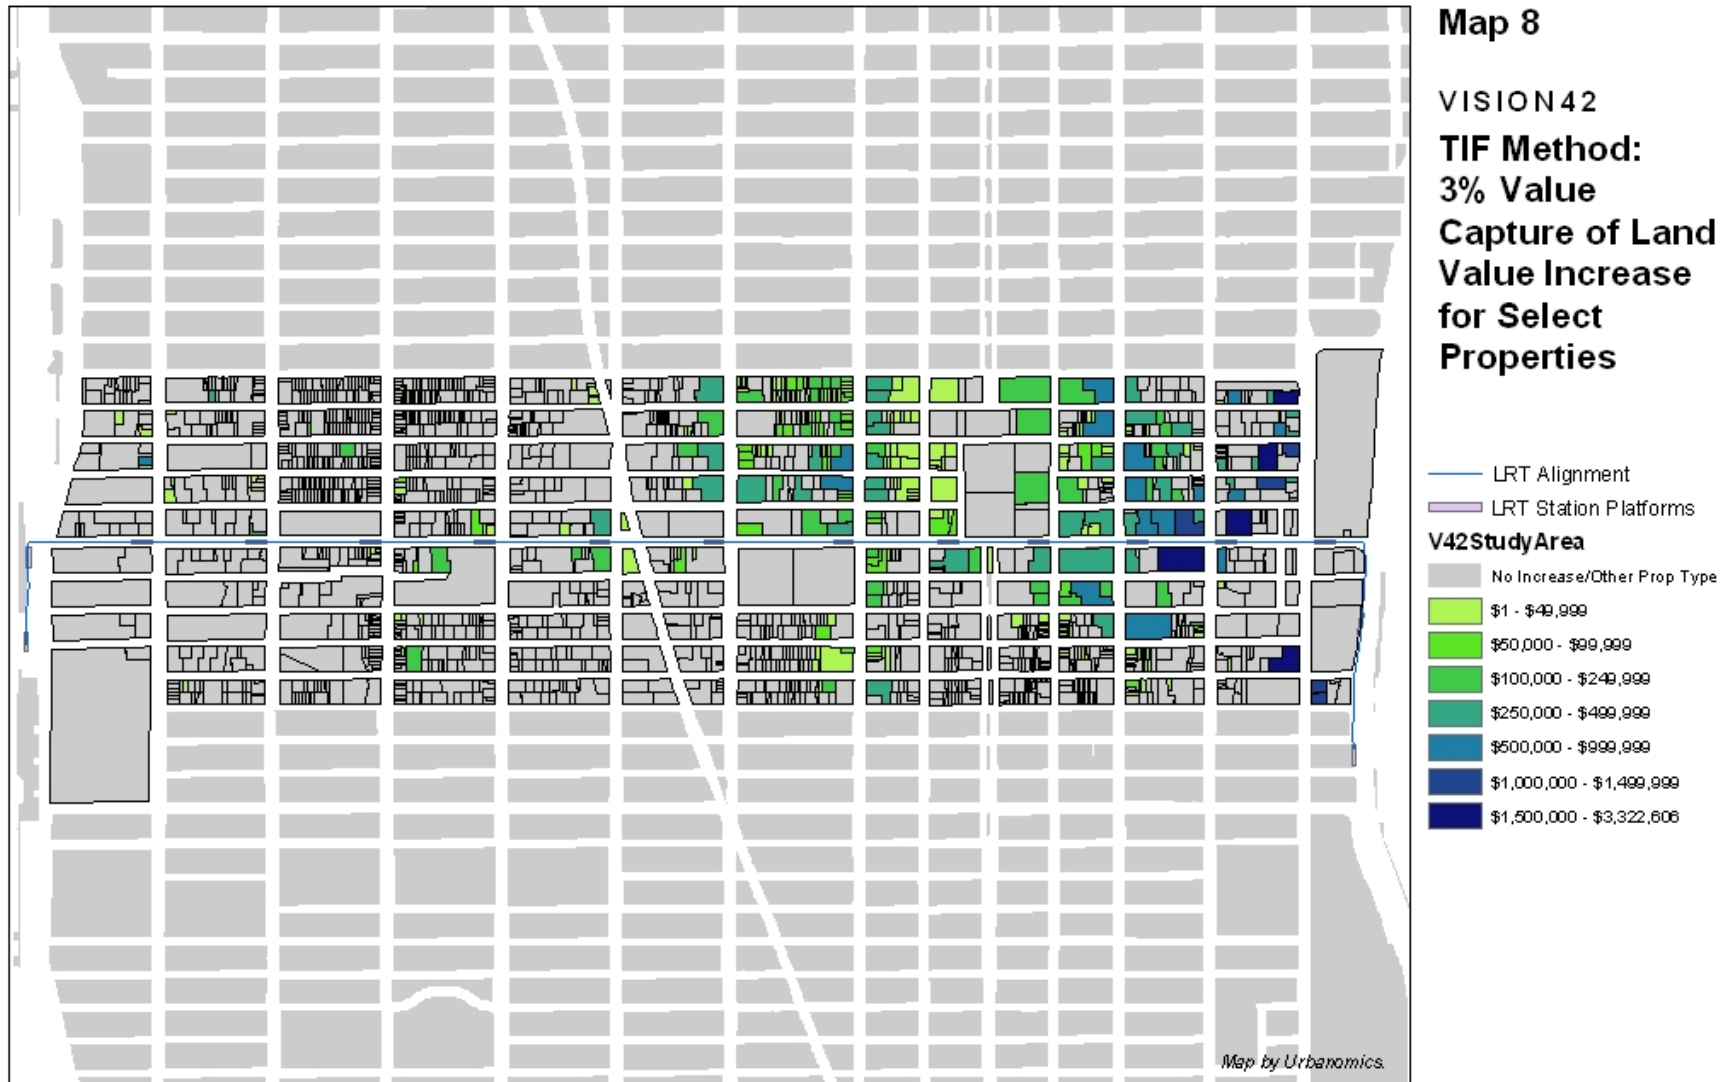 Map 8
VISION42
TIF Method:
3% Value
Capture of Land
Value Increase
for Select
Properties
LRT Alignment
LRT Station Platforms
V42StudyArea
No Increase/Other Prop Type
$1 - $49,999
$50,000 - $99,999
$100,000 - $249,999
$250,000 - $499,999
$500,000 - $999,999
$1,000,000 - $1,499,999
$1,500,000 - $3,322,606
Map by Urbanomics.